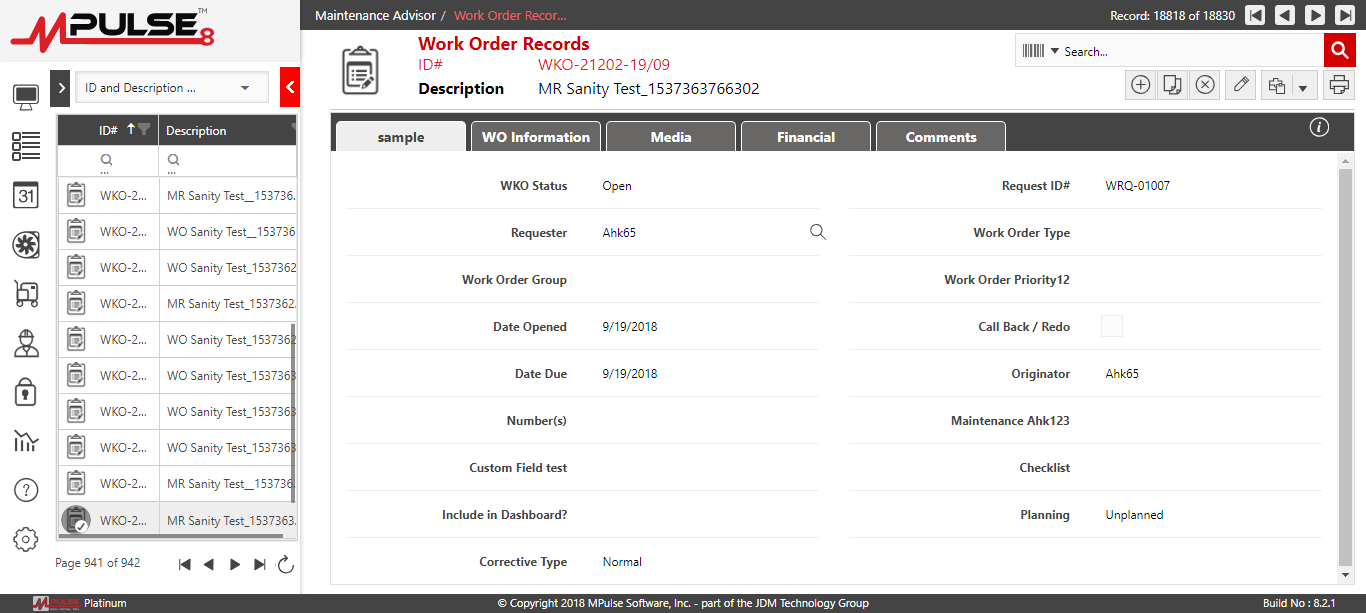 MPULSE 8 TM
Maintenance Advisor / Work Order Recor...
Record: 18818 of 18830
Work Order Records
ID# WKO-21202-19/09
Description MR Sanity Test_1537363766302
Search...
ID and Description ...
ID# Description
... ...
WKO-2... MR Sanity Test__153736.
WKO-2... WO Sanity Test__153736
WKO-2... WO Sanity Test_1537362
WKO-2... MR Sanity Test_1537362.
WKO-2... WO Sanity Test_1537362
WKO-2... WO Sanity Test_1537363
WKO-2... WO Sanity Test_1537363
WKO-2... WO Sanity Test_1537363
WKO-2... MR Sanity Test__153736.
WKO-2... MR Sanity Test_1537363.
Page 941 of 942
31
?
sample WO Information Media Financial Comments
i
WKO Status Open Request ID# WRQ-01007
Requester Ahk65 Work Order Type
Work Order Group Work Order Priority12
Date Opened 9/19/2018 Call Back / Redo
Date Due 9/19/2018 Originator Ahk65
Number(s) Maintenance Ahk123
Custom Field test Checklist
Include in Dashboard? Planning Unplanned
Corrective Type Normal
MPULSE Platinum
© Copyright 2018 MPulse Software, Inc. - part of the JDM Technology Group
Build No : 8.2.1